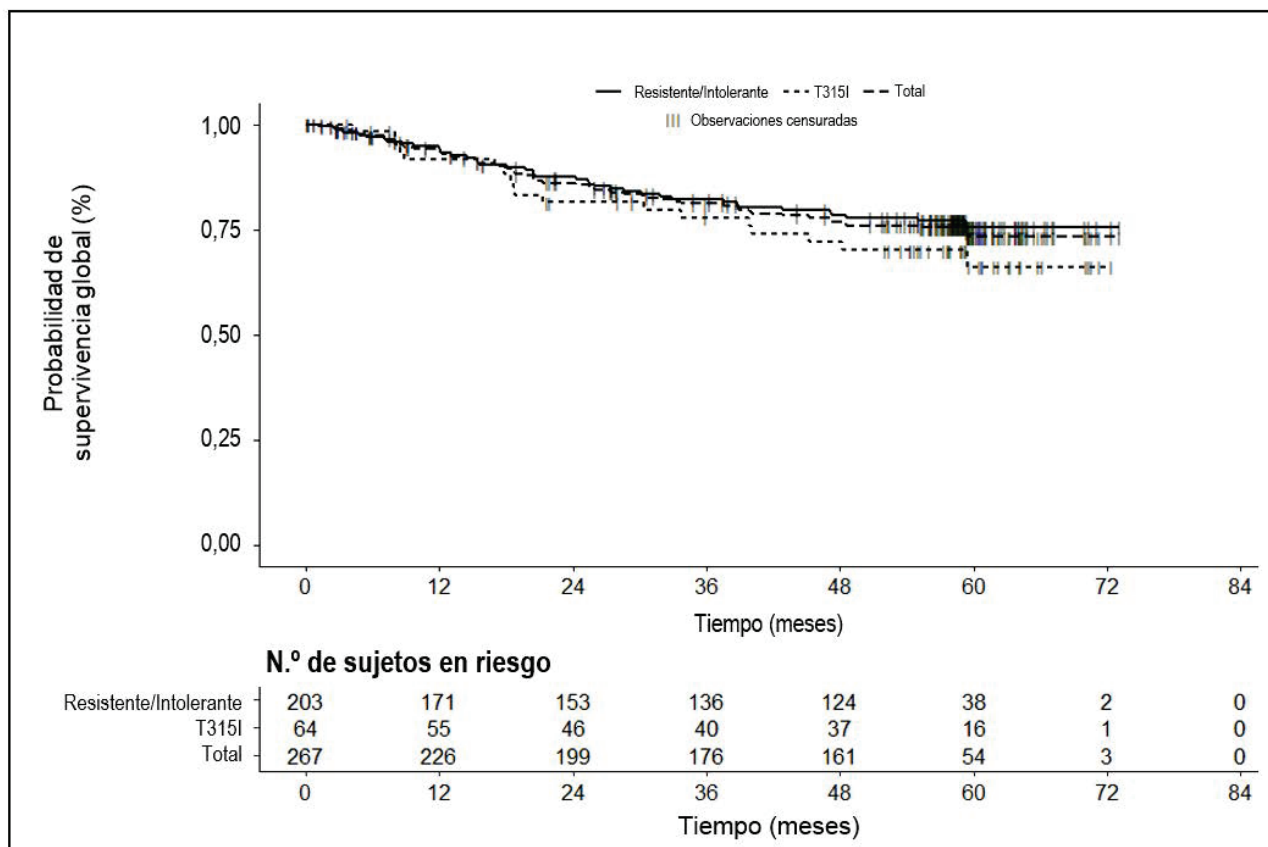 Resistente/Intolerante T315I Total
Observaciones censuradas
Probabilidad de
supervivencia global (%)
1,00
0,75
0,50
0,25
0,00
0 12 24 36 48 60 72 84
Tiempo (meses)
N.º de sujetos en riesgo
Resistente/Intolerante 203 171 153 136 124 38 2 0
T315I 64 55 46 40 37 16 1 0
Total 267 226 199 176 161 54 3 0
0 12 24 36 48 60 72 84
Tiempo (meses)